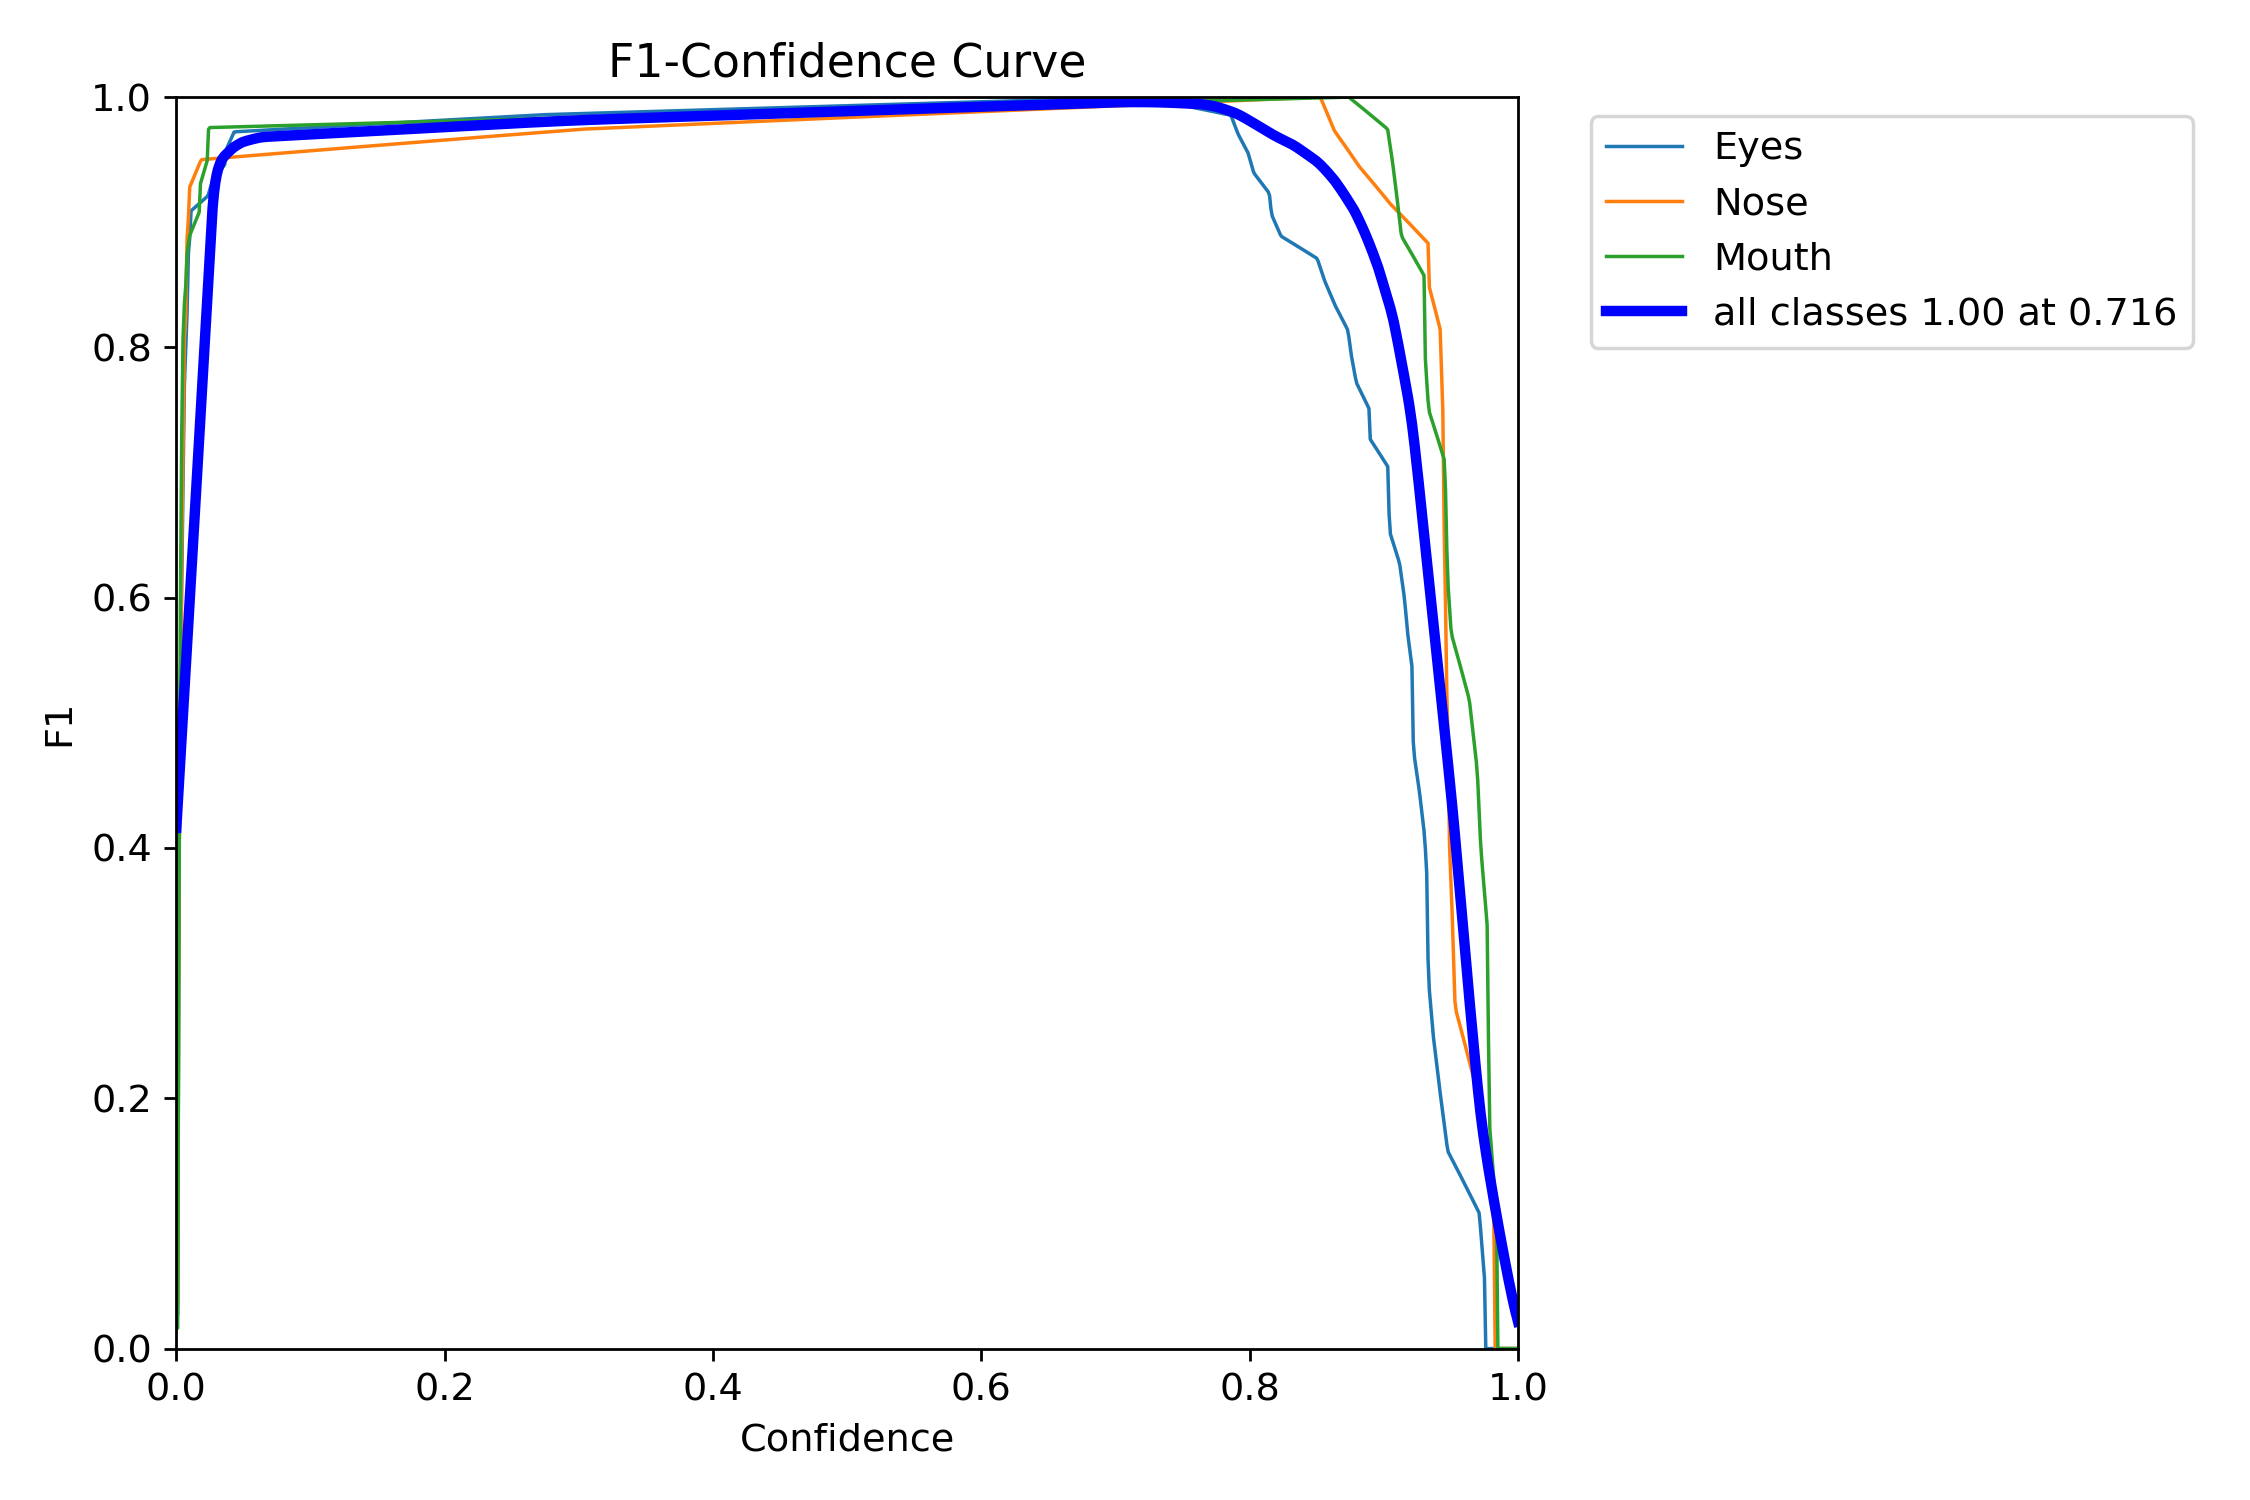 F1-Confidence Curve
1.0
0.8
0.6
0.4
0.2
0.0
F1
0.0 0.2 0.4 0.6 0.8 1.0
Confidence
Eyes
Nose
Mouth
all classes 1.00 at 0.716